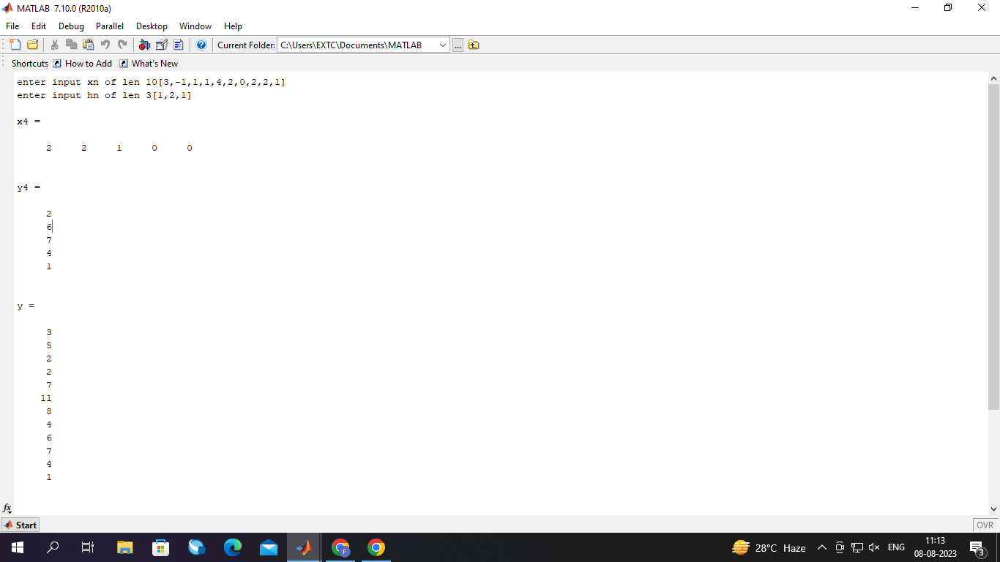 MATLAB 7.10.0 (R2010a)
File Edit Debug Parallel Desktop Window Help
Current Folder: C:\Users\EXTC\Documents\MATLAB ...
Shortcuts How to Add What's New
enter input xn of len 10[3,-1,1,1,4,2,0,2,2,1]
enter input hn of len 3[1,2,1]
x4 =
2 2 1 0 0
y4 =
2
6
7
4
1
y =
3
5
2
2
7
11
8
4
6
7
4
1
fx
Start OVR
F 28°C Haze ENG 11:13
08-08-2023 3